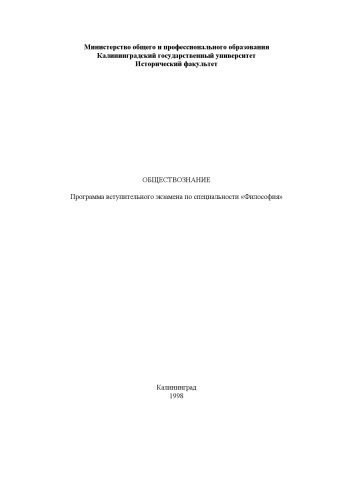 Министерство общего и профессионального образования
Калининградский государственный университет
Исторический факультет
ОБЩЕСТВОЗНАНИЕ
Программа вступительного экзамена по специальности «Философия»
Калининград
1998